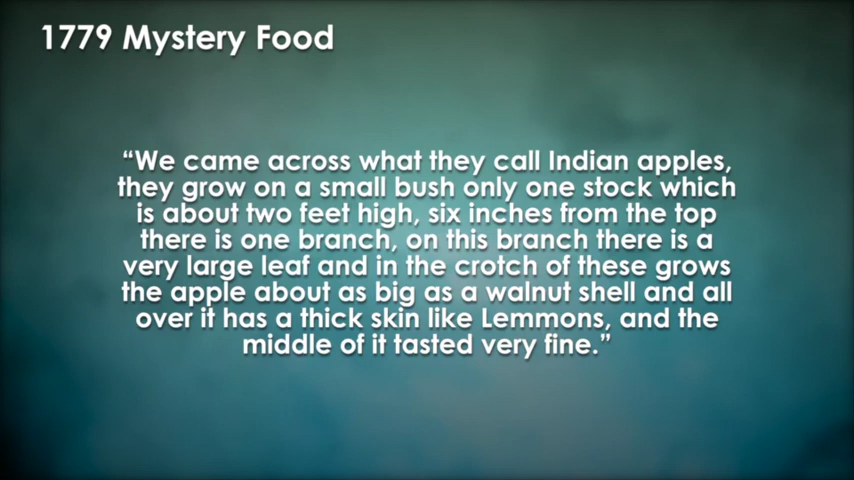 1779 Mystery Food
“We came across what they call Indian apples,
they grow on a small bush only one stock which
is about two feet high, six inches from the top
there is one branch, on this branch there is a
very large leaf and in the crotch of these grows
the apple about as big as a walnut shell and all
over it has a thick skin like Lemmons, and the
middle of it tasted very fine.”